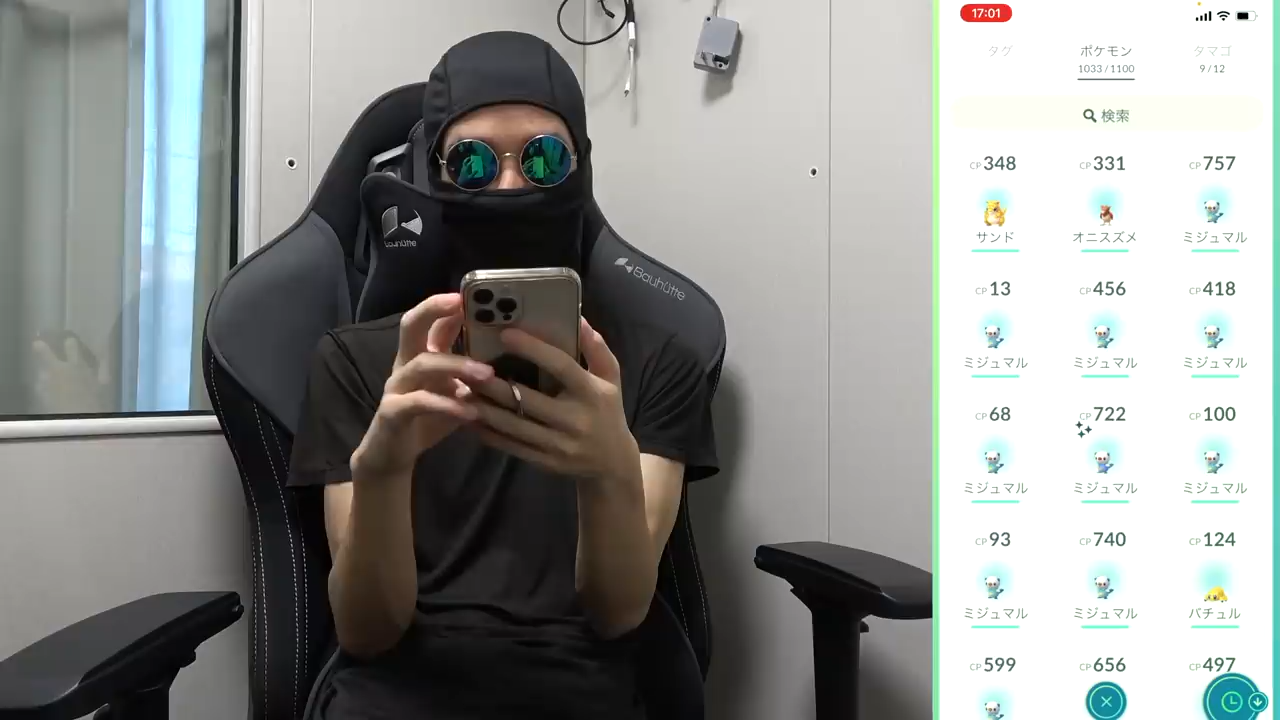 Bauhütte
Bauhütte
17:01
タグ
ポケモン
タマゴ
1033/1100
9/12
検索
CP348
CP331
CP757
サンド
オニスズメ
ミジュマル
CP13
CP456
CP418
ミジュマル
ミジュマル
ミジュマル
CP68
CP722
CP100
ミジュマル
ミジュマル
ミジュマル
CP93
CP740
CP124
ミジュマル
ミジュマル
バチュル
CP599
CP656
CP497